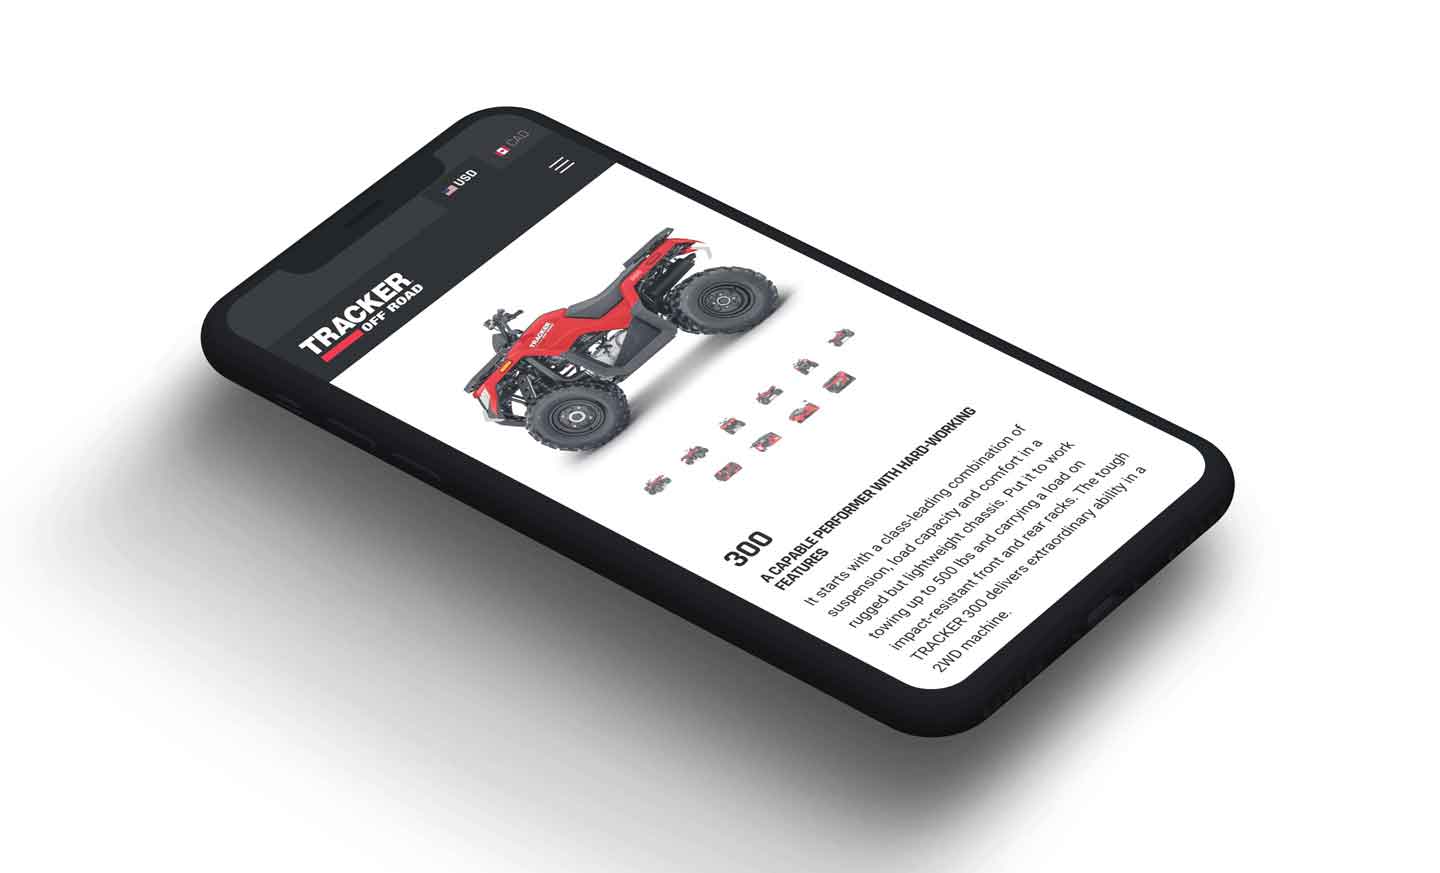 USD
CAD
TRACKER
OFF ROAD
TRACKER
300
A CAPABLE PERFORMER WITH HARD-WORKING
FEATURES
It starts with a class-leading combination of
suspension, load capacity and comfort in a
rugged but lightweight chassis. Put it to work
towing up to 500 lbs and carrying a load on
impact-resistant front and rear racks. The tough
TRACKER 300 delivers extraordinary ability in a
2WD machine.